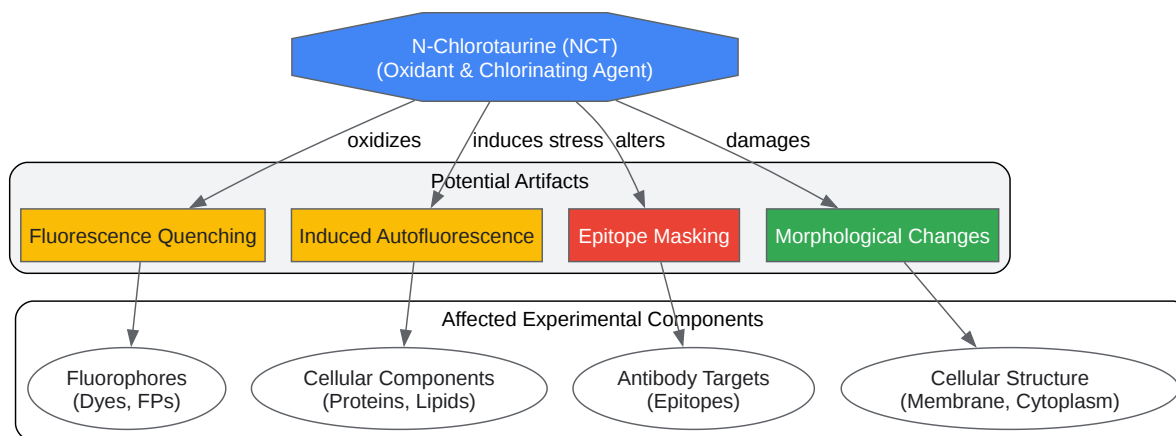 N-Chlorotaurine (NCT)
(Oxidant & Chlorinating Agent)
oxidizes
induces stress
alters
damages
Potential Artifacts
Fluorescence Quenching
Induced Autofluorescence
Epitope Masking
Morphological Changes
Affected Experimental Components
Fluorophores
(Dyes, FPs)
Cellular Components
(Proteins, Lipids)
Antibody Targets
(Epitopes)
Cellular Structure
(Membrane, Cytoplasm)